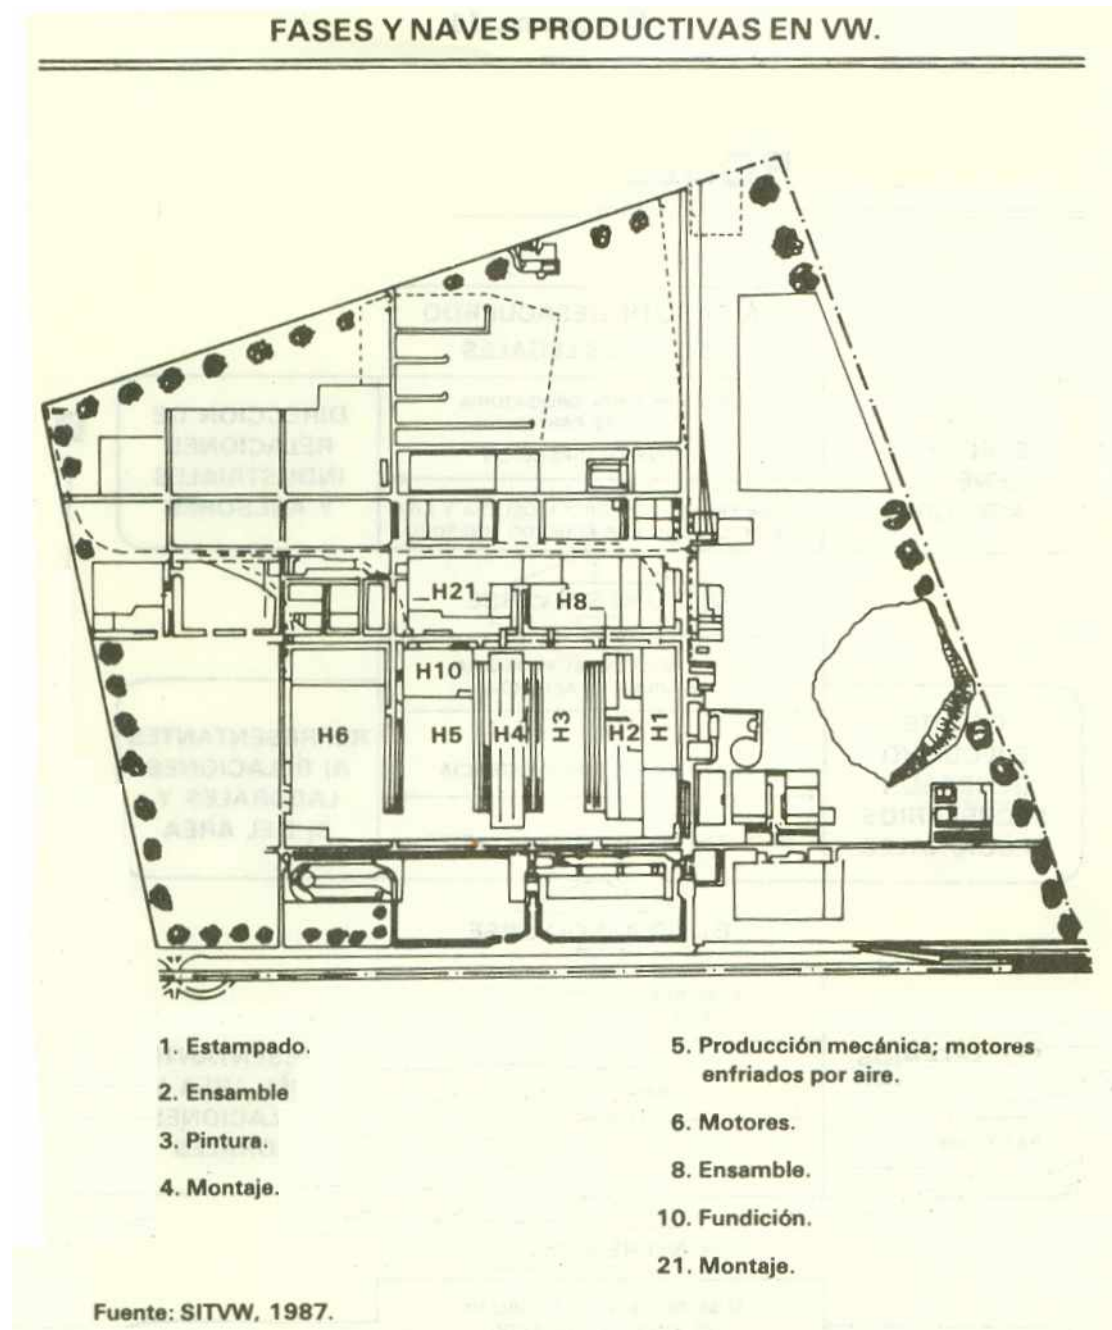 FASES Y NAVES PRODUCTIVAS EN VW.
H21
H8
H10
H6
H5
H4
H3
H2
H1
1. Estampado.
2. Ensamble
3. Pintura.
4. Montaje.
5. Producción mecánica; motores
enfriados por aire.
6. Motores.
8. Ensamble.
10. Fundición.
21. Montaje.
Fuente: SITVW, 1987.